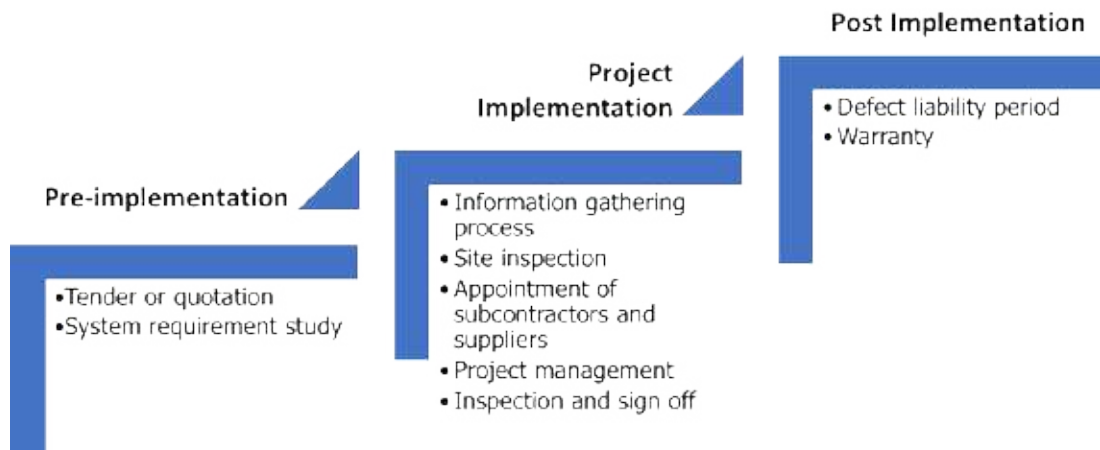 Pre-implementation
•Tender or quotation
•System requirement study
Project
Implementation
• Information gathering
process
• Site inspection
• Appointment of
subcontractors and
suppliers
• Project management
• Inspection and sign off
Post Implementation
• Defect liability period
• Warranty